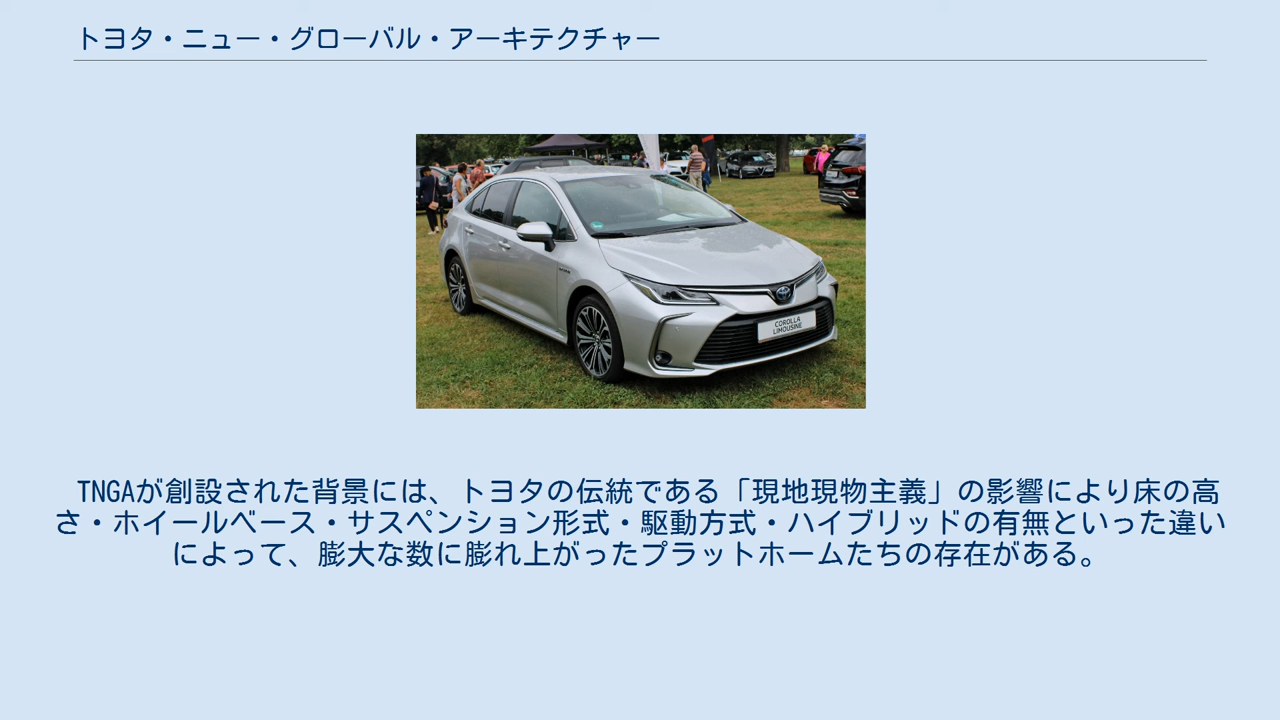 トヨタ・ニュー・グローバル・アーキテクチャー
COROLLA
LIMOUSINE
TNGAが創設された背景には、トヨタの伝統である「現地現物主義」の影響により床の高
さ・ホイールベース・サスペンション形式・駆動方式・ハイブリッドの有無といった違い
によって、膨大な数に膨れ上がったプラットホームたちの存在がある。